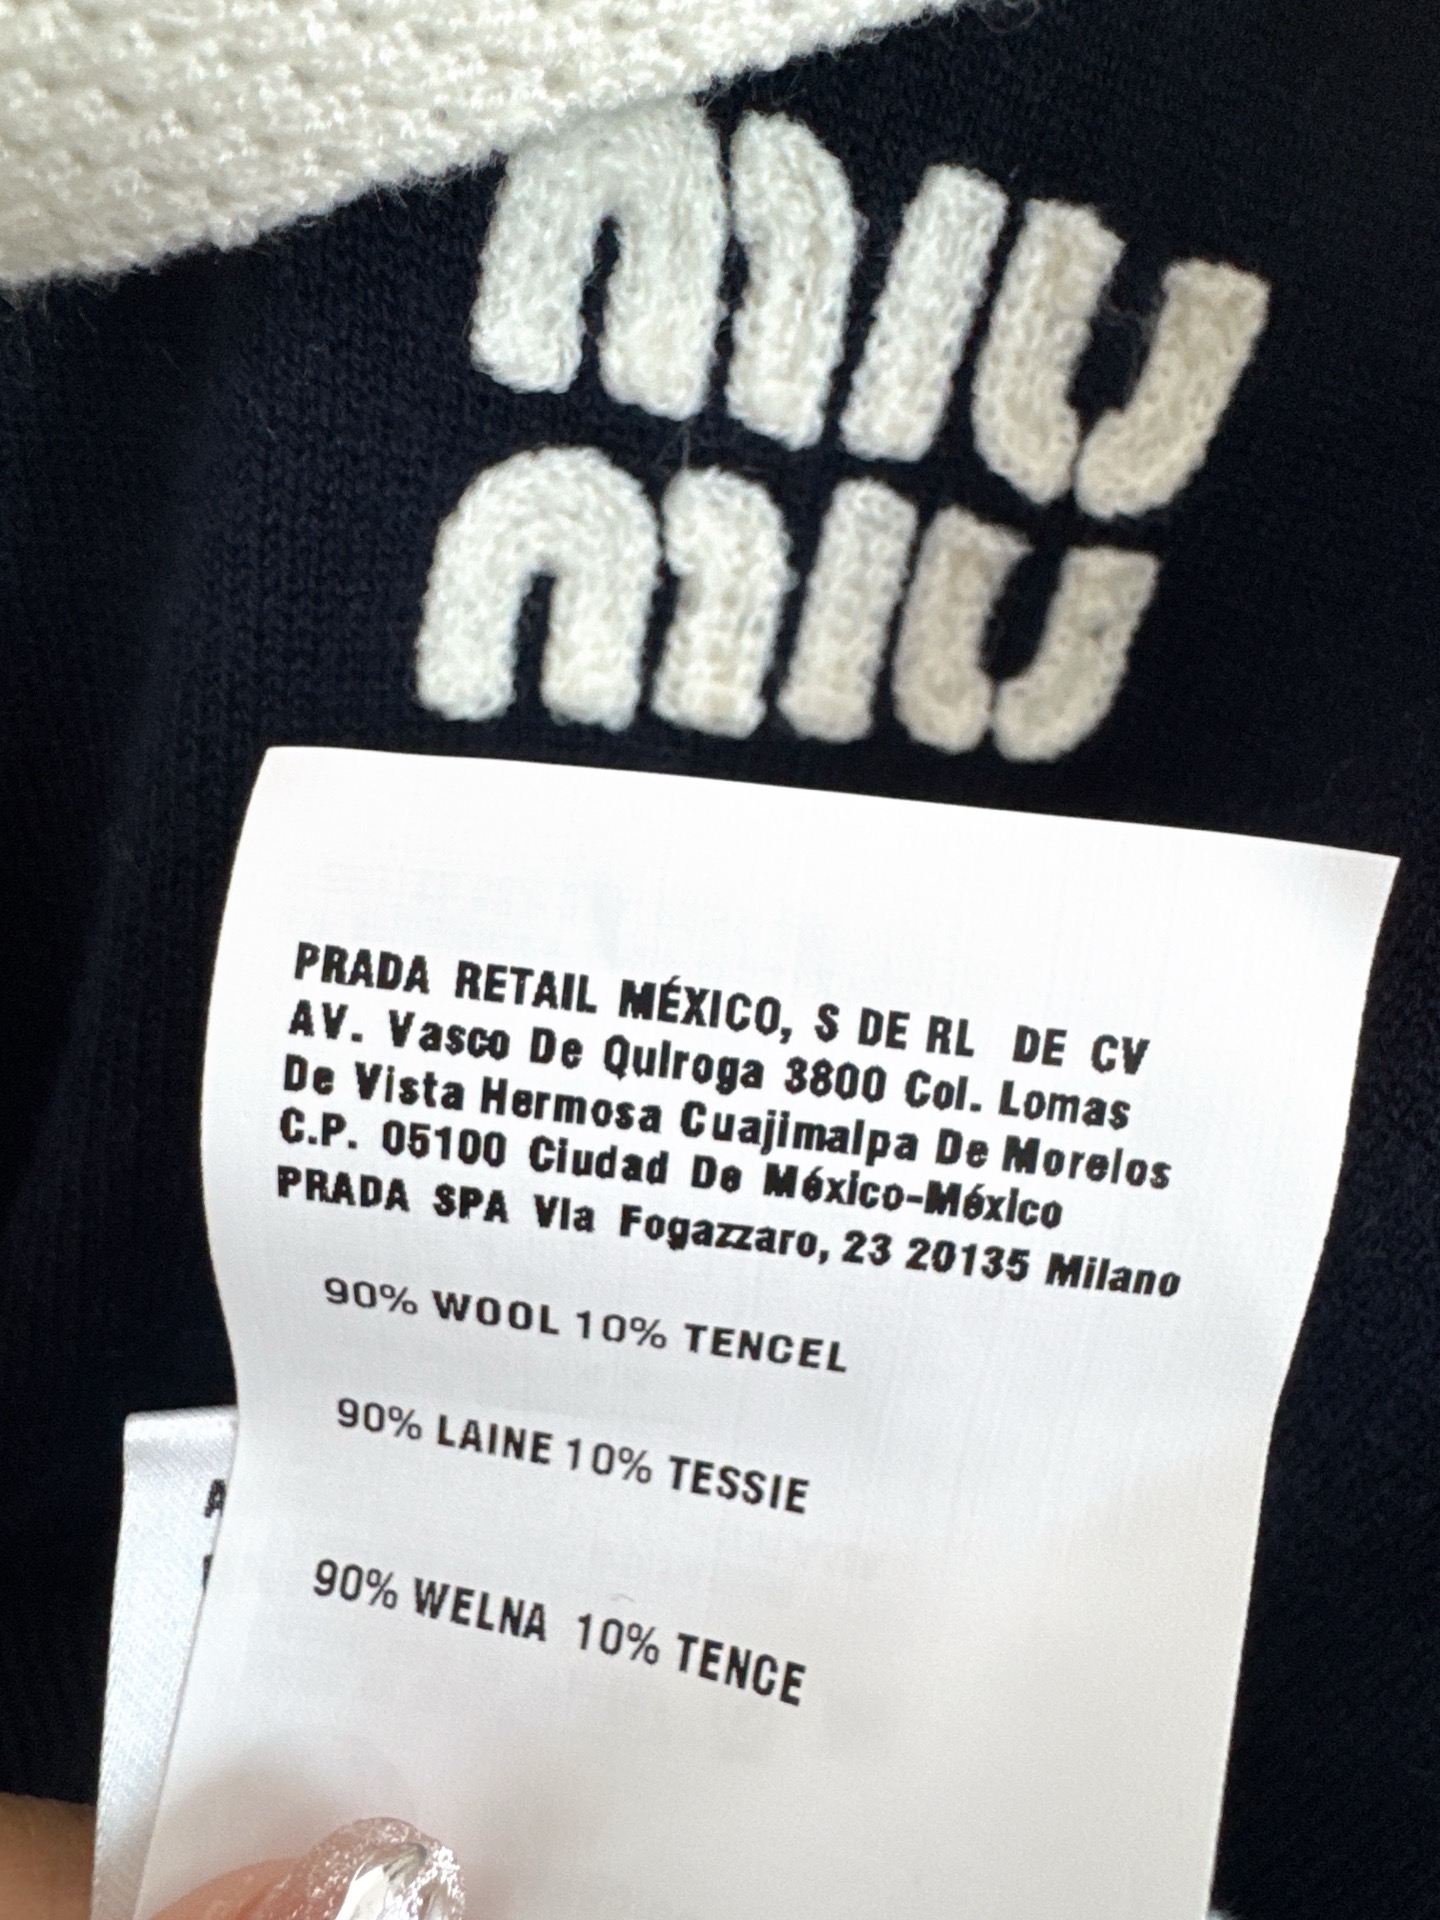 miu
miu
PRADA RETAIL MÉXICO, S DE RL DE CV
AV. Vasco De Quiroga 3800 Col. Lomas
De Vista Hermosa Cuajimalpa De Morelos
C.P. 05100 Ciudad De México-México
PRADA SPA Via Fogazzaro, 23 20135 Milano
90% WOOL 10% TENCEL
90% LAINE 10% TESSIE
90% WELNA 10% TENCE